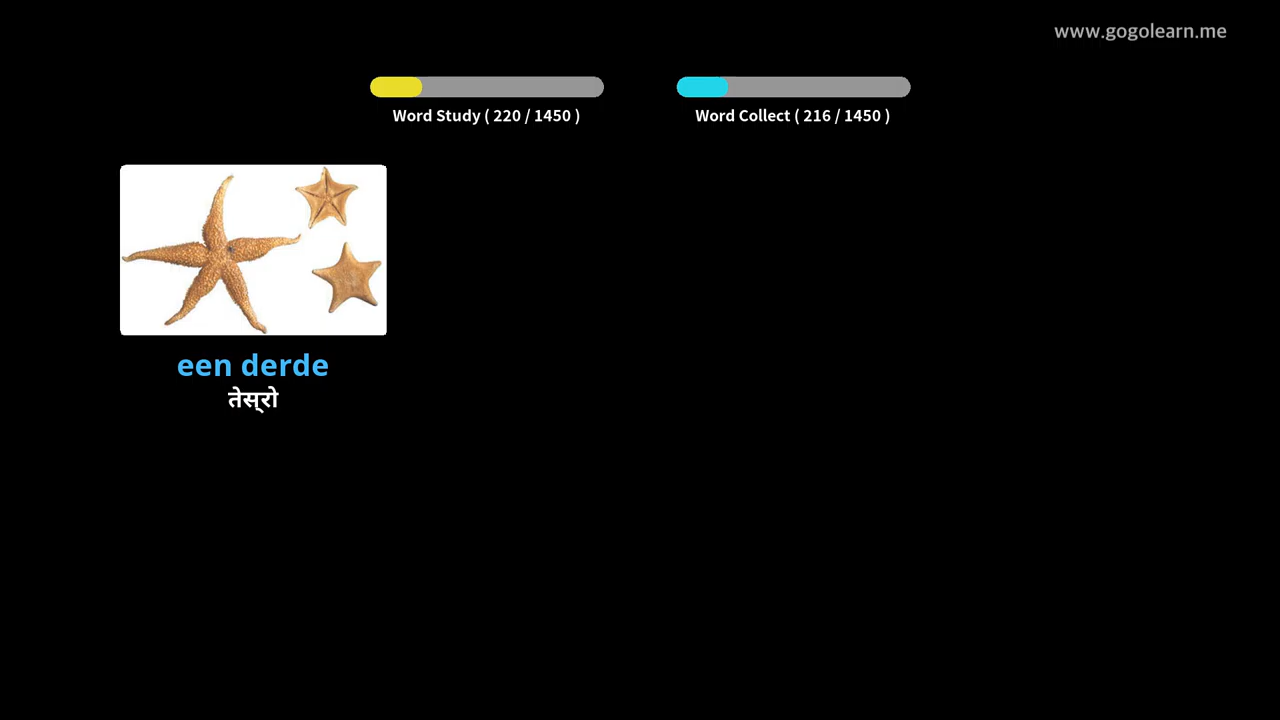 www.gogolearn.me
Word Study ( 220 / 1450 )
Word Collect ( 216 / 1450 )
een derde
तेस्रो